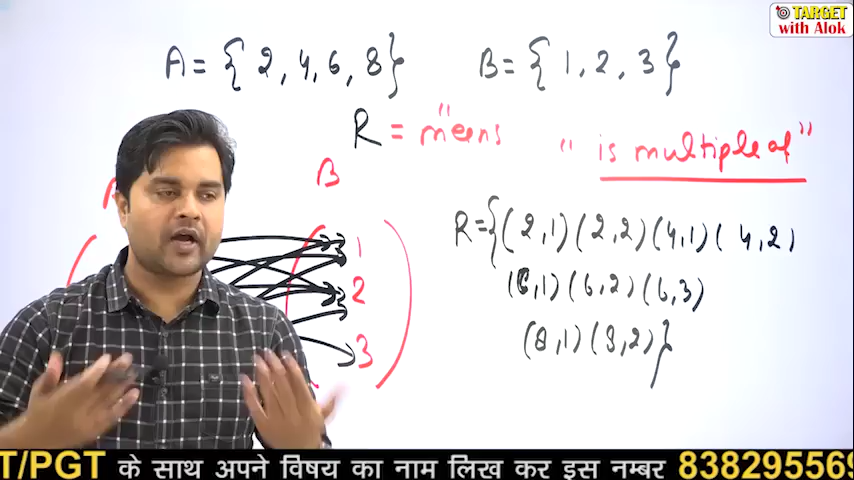 TARGET
with Alok
A = { 2, 4, 6, 8 } B = { 1, 2, 3 }
R = "means "is multiple of"
A B
R = { (2,1) (2,2) (4,1) (4,2)
1
(6,1) (6,2) (6,3)
2
(8,1) (8,2) }
3
T/PGT के साथ अपने विषय का नाम लिख कर इस नम्बर 838295569